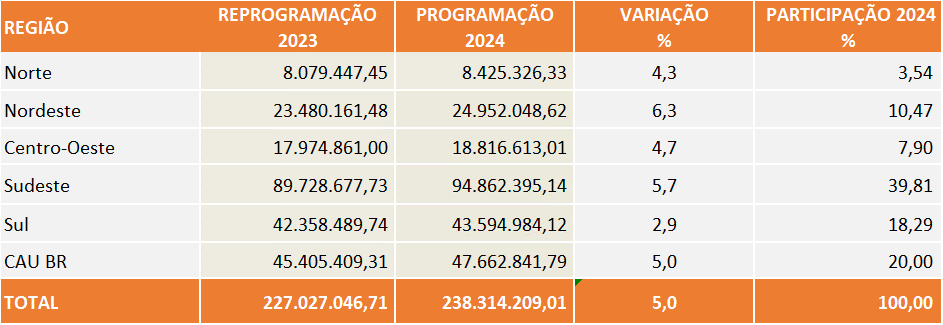 REGIÃO REPROGRAMAÇÃO 2023 PROGRAMAÇÃO 2024 VARIAÇÃO % PARTICIPAÇÃO 2024 %
Norte 8.079.447,45 8.425.326,33 4,3 3,54
Nordeste 23.480.161,48 24.952.048,62 6,3 10,47
Centro-Oeste 17.974.861,00 18.816.613,01 4,7 7,90
Sudeste 89.728.677,73 94.862.395,14 5,7 39,81
Sul 42.358.489,74 43.594.984,12 2,9 18,29
CAU BR 45.405.409,31 47.662.841,79 5,0 20,00
TOTAL 227.027.046,71 238.314.209,01 5,0 100,00